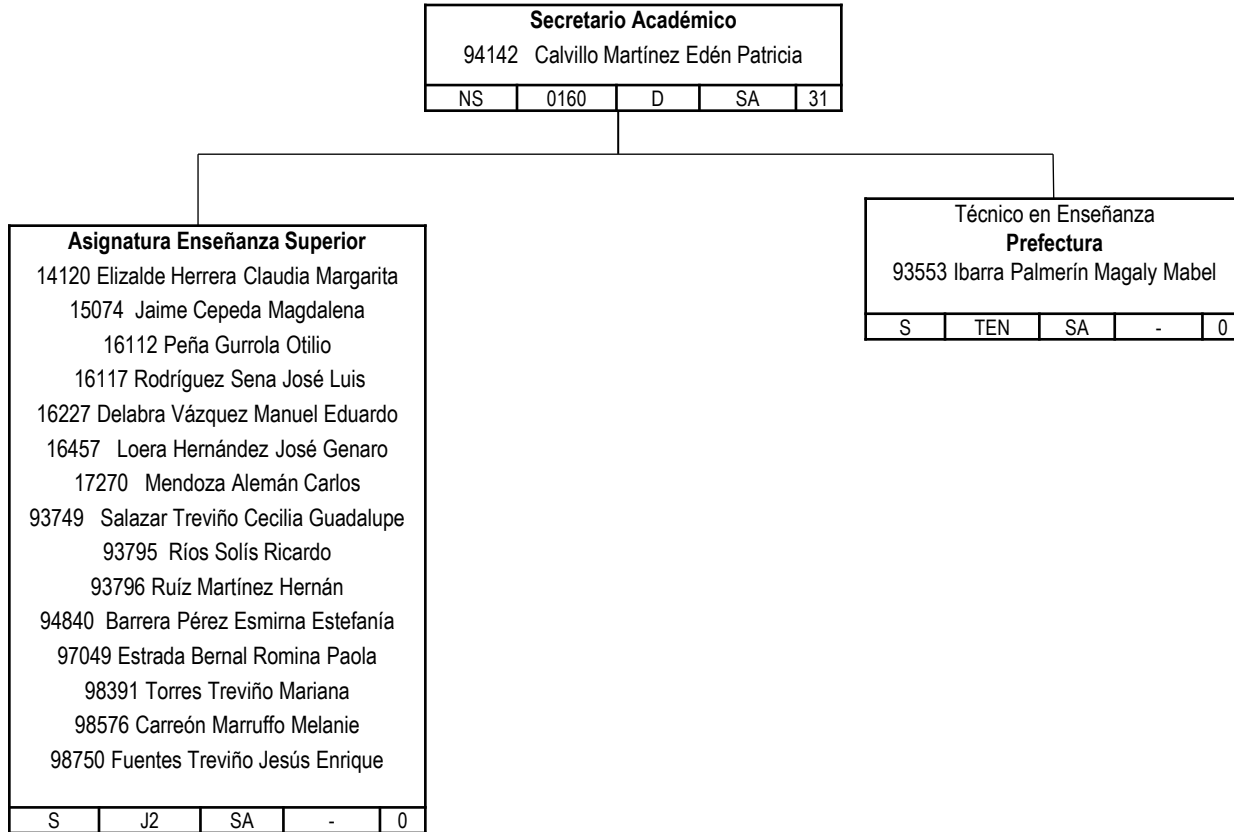 Secretario Académico
94142 Calvillo Martínez Edén Patricia
NS 0160 D SA 31
Asignatura Enseñanza Superior
14120 Elizalde Herrera Claudia Margarita
15074 Jaime Cepeda Magdalena
16112 Peña Gurrola Otilio
16117 Rodríguez Sena José Luis
16227 Delabra Vázquez Manuel Eduardo
16457 Loera Hernández José Genaro
17270 Mendoza Alemán Carlos
93749 Salazar Treviño Cecilia Guadalupe
93795 Ríos Solís Ricardo
93796 Ruíz Martínez Hernán
94840 Barrera Pérez Esmirna Estefanía
97049 Estrada Bernal Romina Paola
98391 Torres Treviño Mariana
98576 Carreón Marruffo Melanie
98750 Fuentes Treviño Jesús Enrique
S J2 SA - 0
Técnico en Enseñanza
Prefectura
93553 Ibarra Palmerín Magaly Mabel
S TEN SA - 0